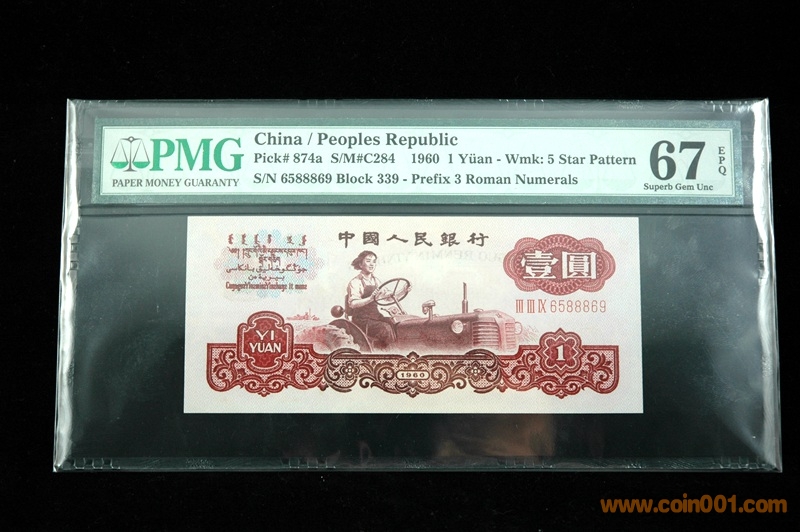 PMG
PAPER MONEY GUARANTY
China / Peoples Republic
Pick# 874a S/M#C284 1960 1 Yüan - Wmk: 5 Star Pattern
S/N 6588869 Block 339 - Prefix 3 Roman Numerals
67 EPQ
Superb Gem Unc
中國人民銀行
壹圓
III III IX 6588869
YI
YUAN
1960
1
www.coin001.com